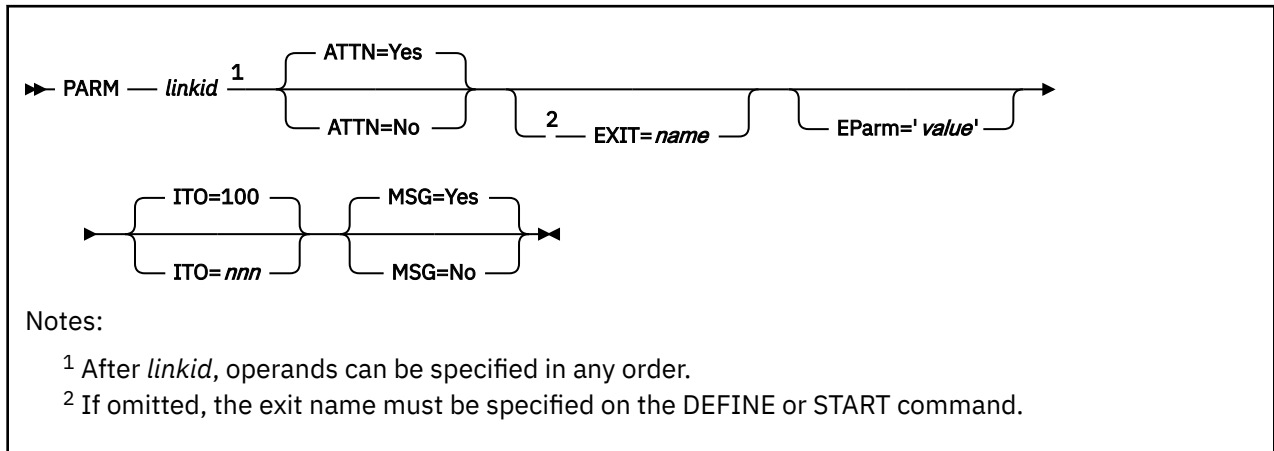 ATTN=Yes
PARM linkid 1
ATTN=No
2 EXIT=name
EParm='value'
ITO=100
MSG=Yes
ITO=nnn
MSG=No
Notes:
1 After linkid, operands can be specified in any order.
2 If omitted, the exit name must be specified on the DEFINE or START command.